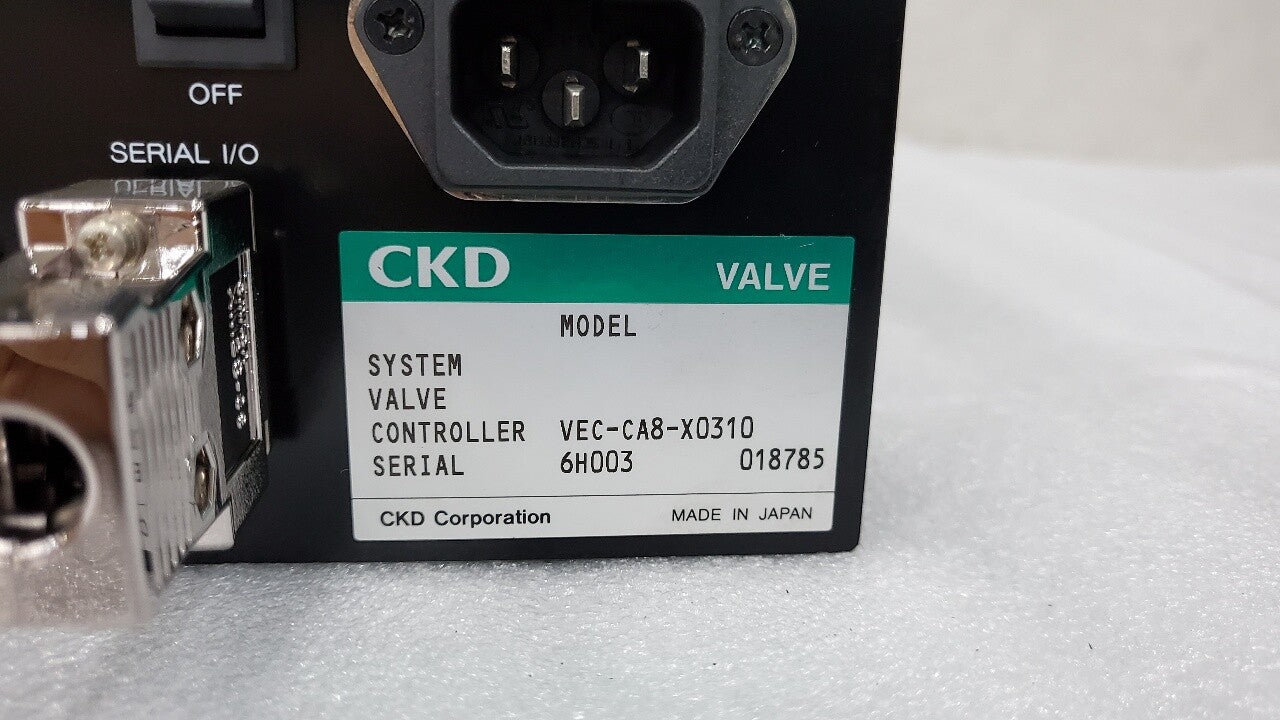 OFF
SERIAL I/O
CKD VALVE
MODEL
SYSTEM
VALVE
CONTROLLER VEC-CA8-X0310
SERIAL 6H003 018785
CKD Corporation MADE IN JAPAN